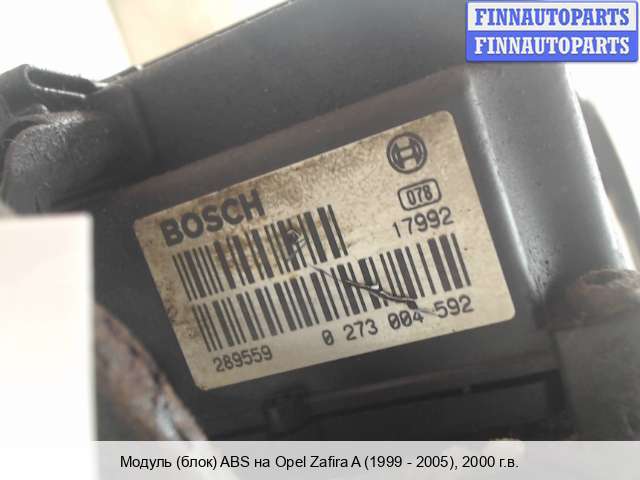 FINNAUTOPARTS
FINNAUTOPARTS
BOSCH
078
17992
289559 0 273 004 592
Модуль (блок) ABS на Opel Zafira A (1999 - 2005), 2000 г.в.